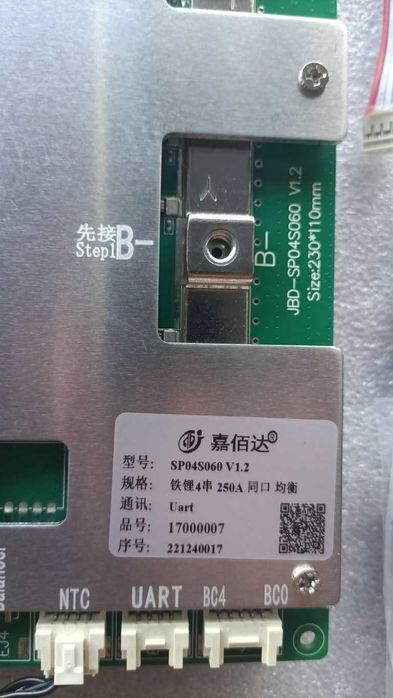 先接
Step1
B-
B-
JBD-SP04S060 V1.2
Size:230*110mm
嘉佰达®
型号: SP04S060 V1.2
规格: 铁锂4串 250A 同口 均衡
通讯: Uart
品号: 17000007
序号: 221240017
Balancer
NTC
UART
BC4
BC0